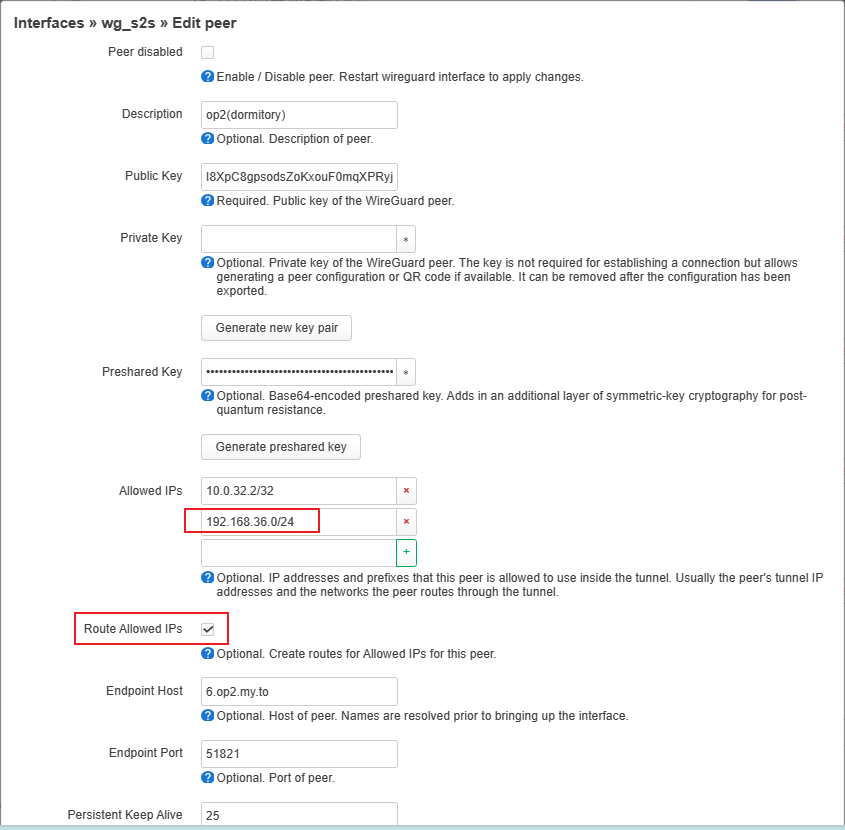 Interfaces » wg_s2s » Edit peer
Peer disabled
Enable / Disable peer. Restart wireguard interface to apply changes.
Description
op2(dormitory)
Optional. Description of peer.
Public Key
I8XpC8gpsodsZoKxouF0mqXPRyj
Required. Public key of the WireGuard peer.
Private Key
*
Optional. Private key of the WireGuard peer. The key is not required for establishing a connection but allows
generating a peer configuration or QR code if available. It can be removed after the configuration has been
exported.
Generate new key pair
Preshared Key
*
Optional. Base64-encoded preshared key. Adds in an additional layer of symmetric-key cryptography for post-
quantum resistance.
Generate preshared key
Allowed IPs
10.0.32.2/32
192.168.36.0/24
+
Optional. IP addresses and prefixes that this peer is allowed to use inside the tunnel. Usually the peer's tunnel IP
addresses and the networks the peer routes through the tunnel.
Route Allowed IPs
Optional. Create routes for Allowed IPs for this peer.
Endpoint Host
6.op2.my.to
Optional. Host of peer. Names are resolved prior to bringing up the interface.
Endpoint Port
51821
Optional. Port of peer.
Persistent Keep Alive
25